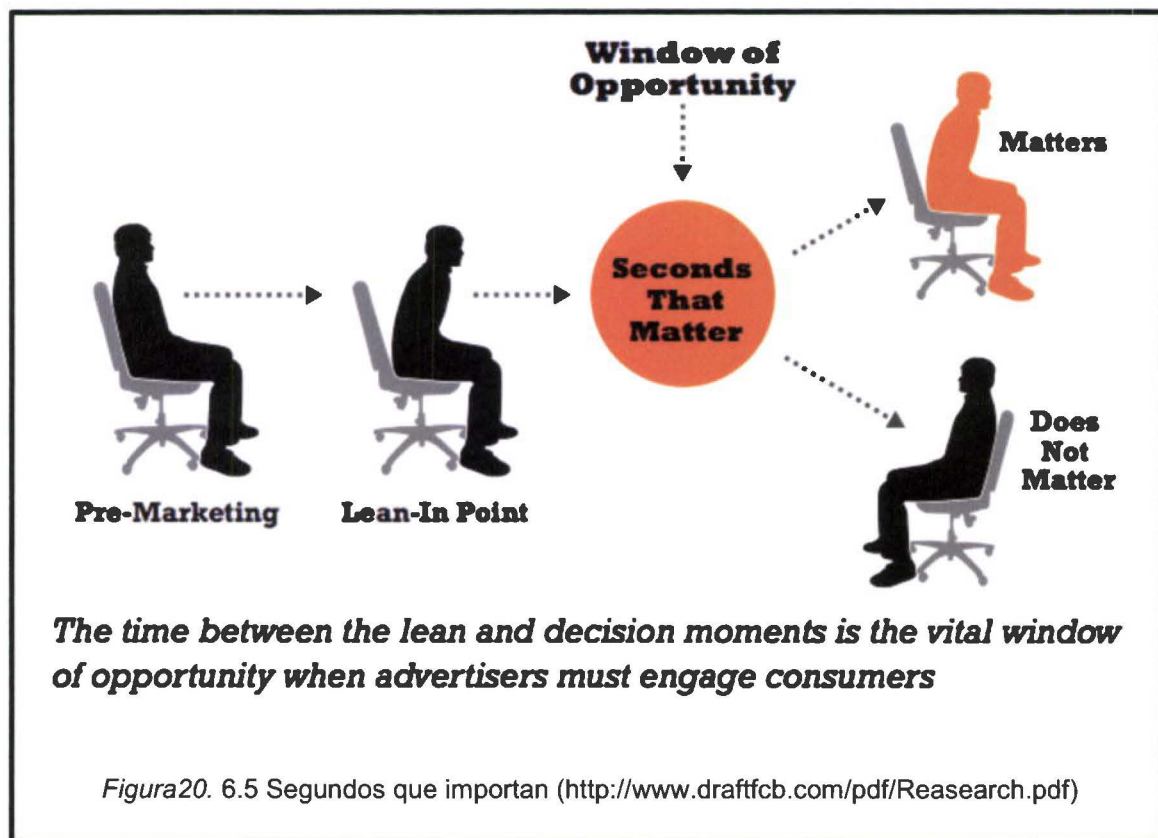 Window of
Opportunity
Matters
Seconds
That
Matter
Does
Not
Matter
Pre-Marketing
Lean-In Point
The time between the lean and decision moments is the vital window
of opportunity when advertisers must engage consumers
Figura20. 6.5 Segundos que importan (http://www.draftfcb.com/pdf/Reasearch.pdf)